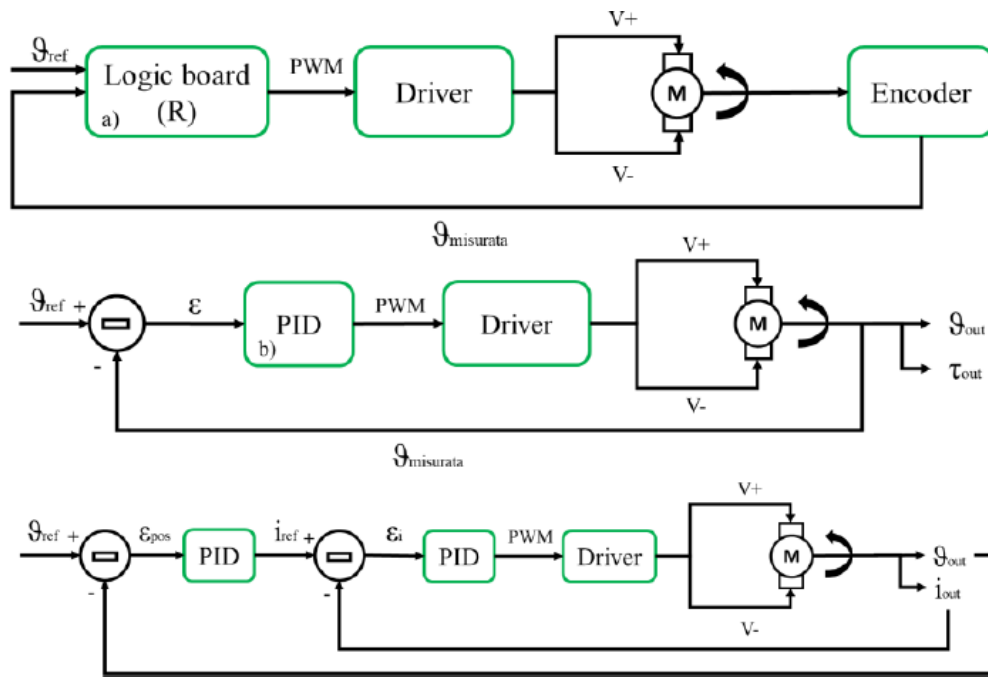 ϑref
Logic board
(R)
a)
PWM
Driver
V+
M
V-
Encoder
ϑmisurata
ϑref +
-
ε
PID
b)
PWM
Driver
V+
M
V-
ϑout
τout
ϑmisurata
ϑref +
-
εpos
PID
iref +
-
εi
PID
PWM
Driver
V+
M
V-
ϑout
iout